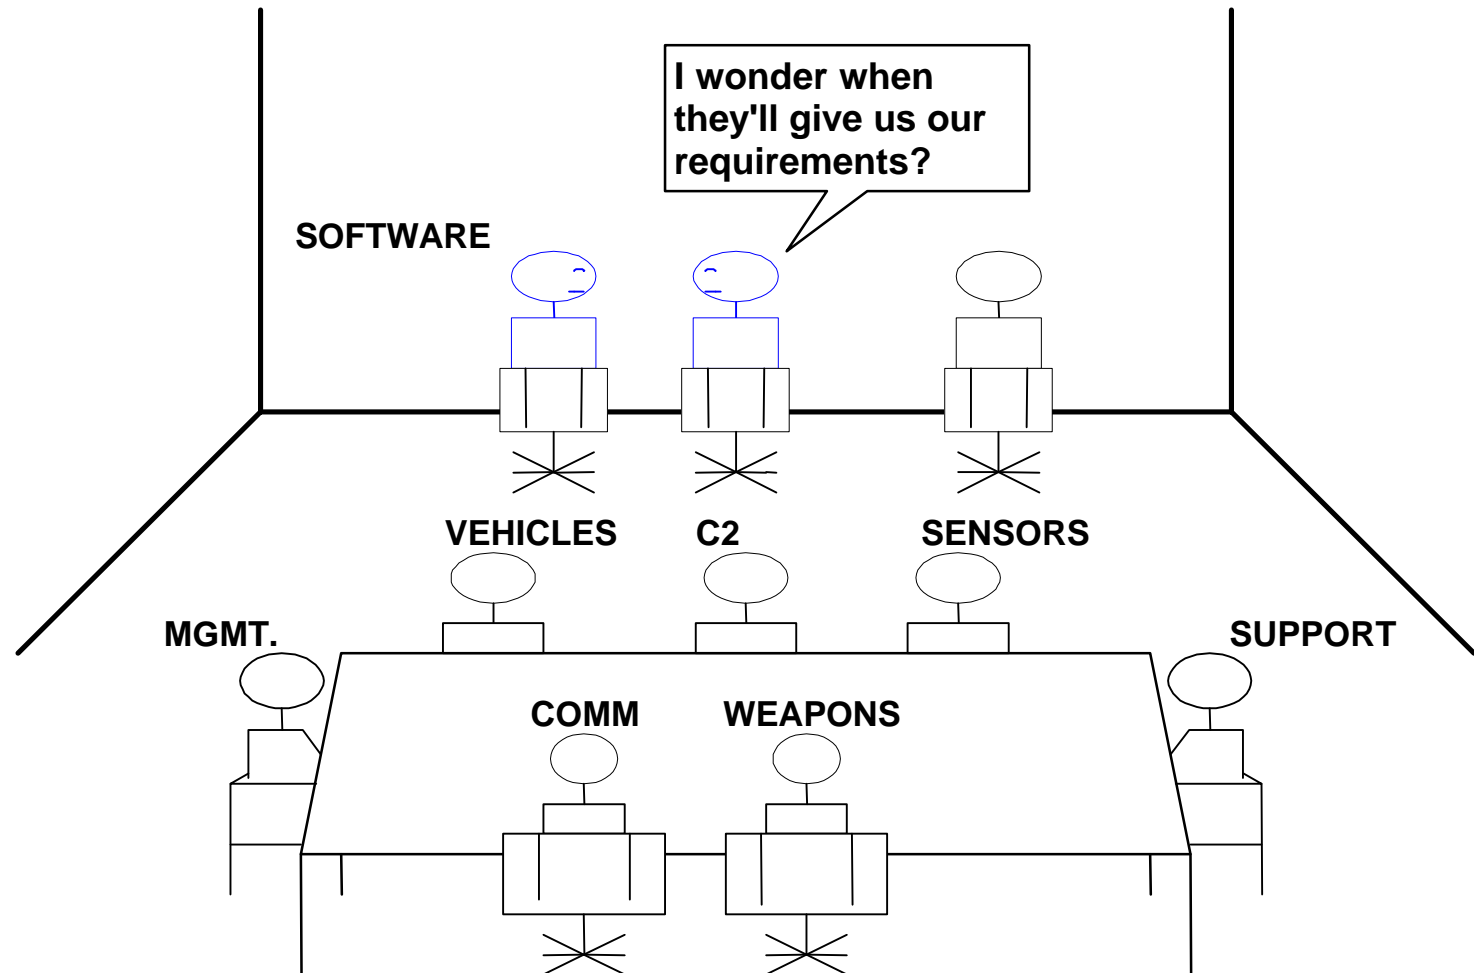 I wonder when
they'll give us our
requirements?
SOFTWARE
VEHICLES C2 SENSORS
MGMT. SUPPORT
COMM WEAPONS